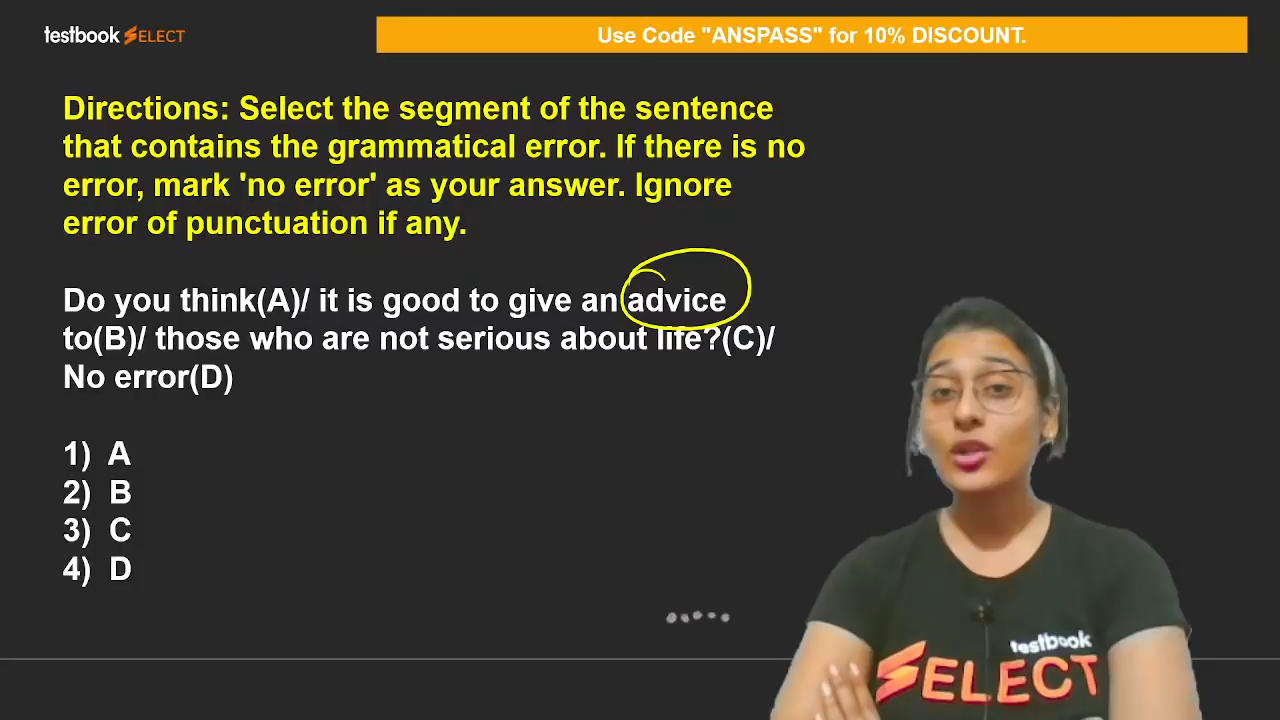 testbook SELECT
Use Code "ANSPASS" for 10% DISCOUNT.
Directions: Select the segment of the sentence
that contains the grammatical error. If there is no
error, mark 'no error' as your answer. Ignore
error of punctuation if any.
Do you think(A)/ it is good to give an advice
to(B)/ those who are not serious about life?(C)/
No error(D)
1) A
2) B
3) C
4) D
testbook
SELECT